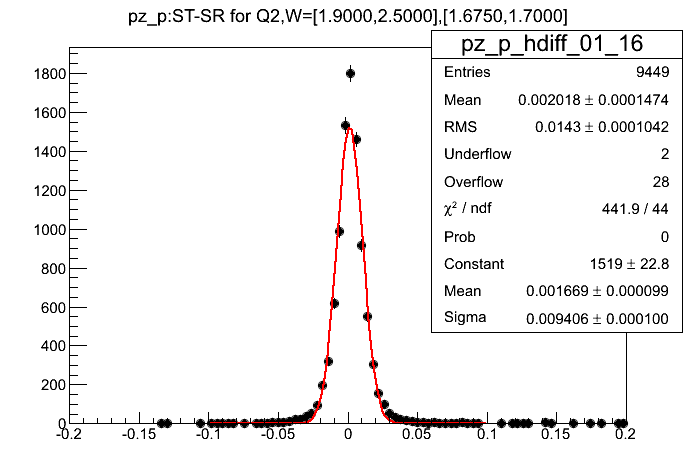 pz_p:ST-SR for Q2,W=[1.9000,2.5000],[1.6750,1.7000]
pz_p_hdiff_01_16
Entries 9449
Mean 0.002018 ± 0.0001474
RMS 0.0143 ± 0.0001042
Underflow 2
Overflow 28
χ² / ndf 441.9 / 44
Prob 0
Constant 1519 ± 22.8
Mean 0.001669 ± 0.000099
Sigma 0.009406 ± 0.000100
1800
1600
1400
1200
1000
800
600
400
200
0
-0.2 -0.15 -0.1 -0.05 0 0.05 0.1 0.15 0.2